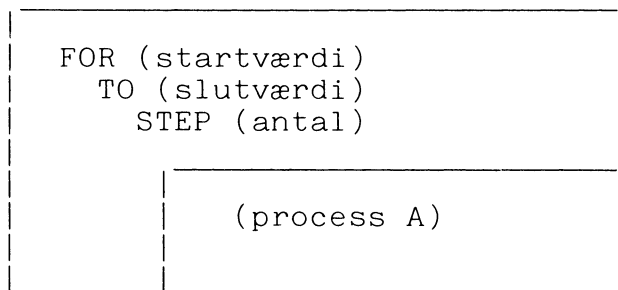 FOR (startværdi)
TO (slutværdi)
STEP (antal)
(process A)